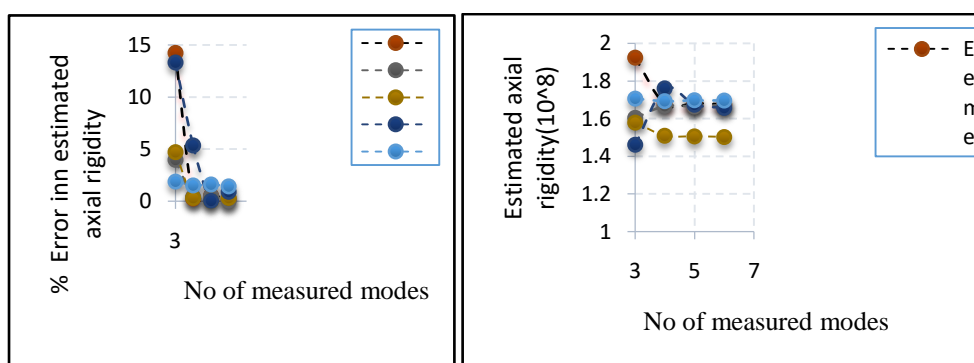 % Error inn estimated
axial rigidity
15
10
5
0
3
No of measured modes
Estimated axial
rigidity(10^8)
2
1.8
1.6
1.4
1.2
1
3 5 7
No of measured modes
E
e
m
e